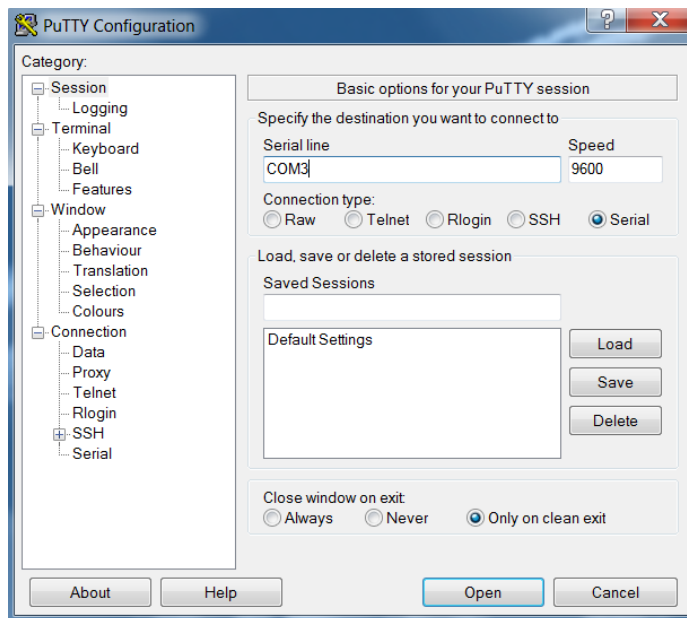 PuTTY Configuration
?
X
Category:
Session
Logging
Terminal
Keyboard
Bell
Features
Window
Appearance
Behaviour
Translation
Selection
Colours
Connection
Data
Proxy
Telnet
Rlogin
SSH
Serial
Basic options for your PuTTY session
Specify the destination you want to connect to
Serial line Speed
COM3 9600
Connection type:
Raw Telnet Rlogin SSH Serial
Load, save or delete a stored session
Saved Sessions
Default Settings
Load
Save
Delete
Close window on exit:
Always Never Only on clean exit
About Help Open Cancel